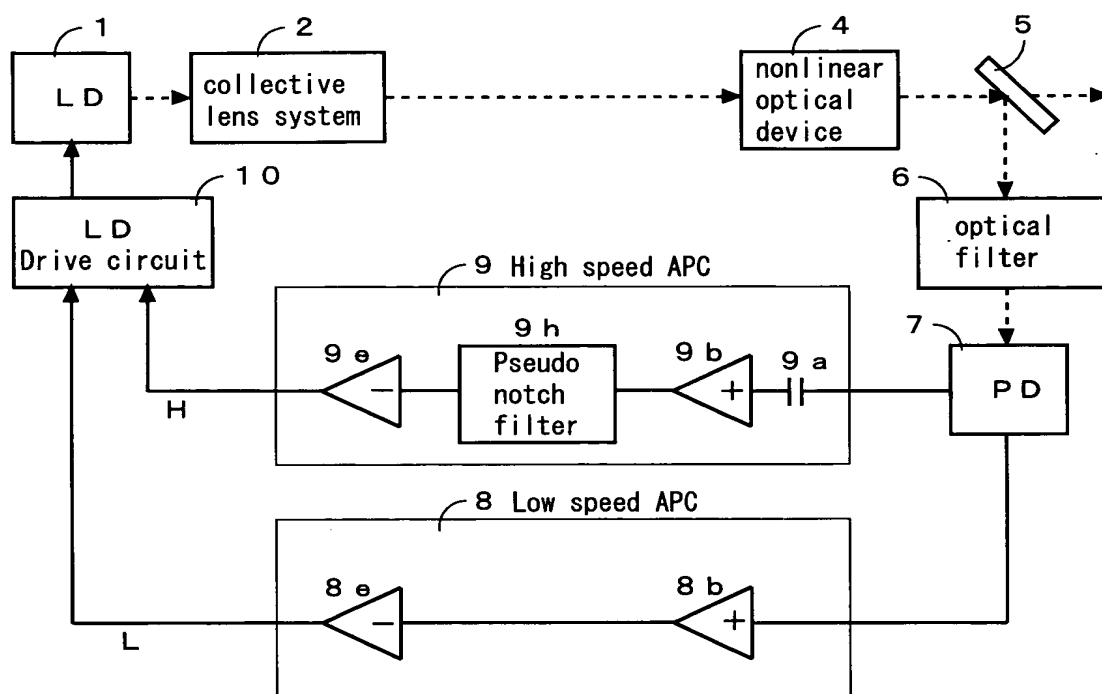 1
2
4
5
LD
collective
lens system
nonlinear
optical
device
10
6
LD
Drive circuit
optical
filter
9 High speed APC
7
9e
9h
9b
9a
Pseudo
notch
filter
−
+
PD
H
8 Low speed APC
8e
8b
−
+
L